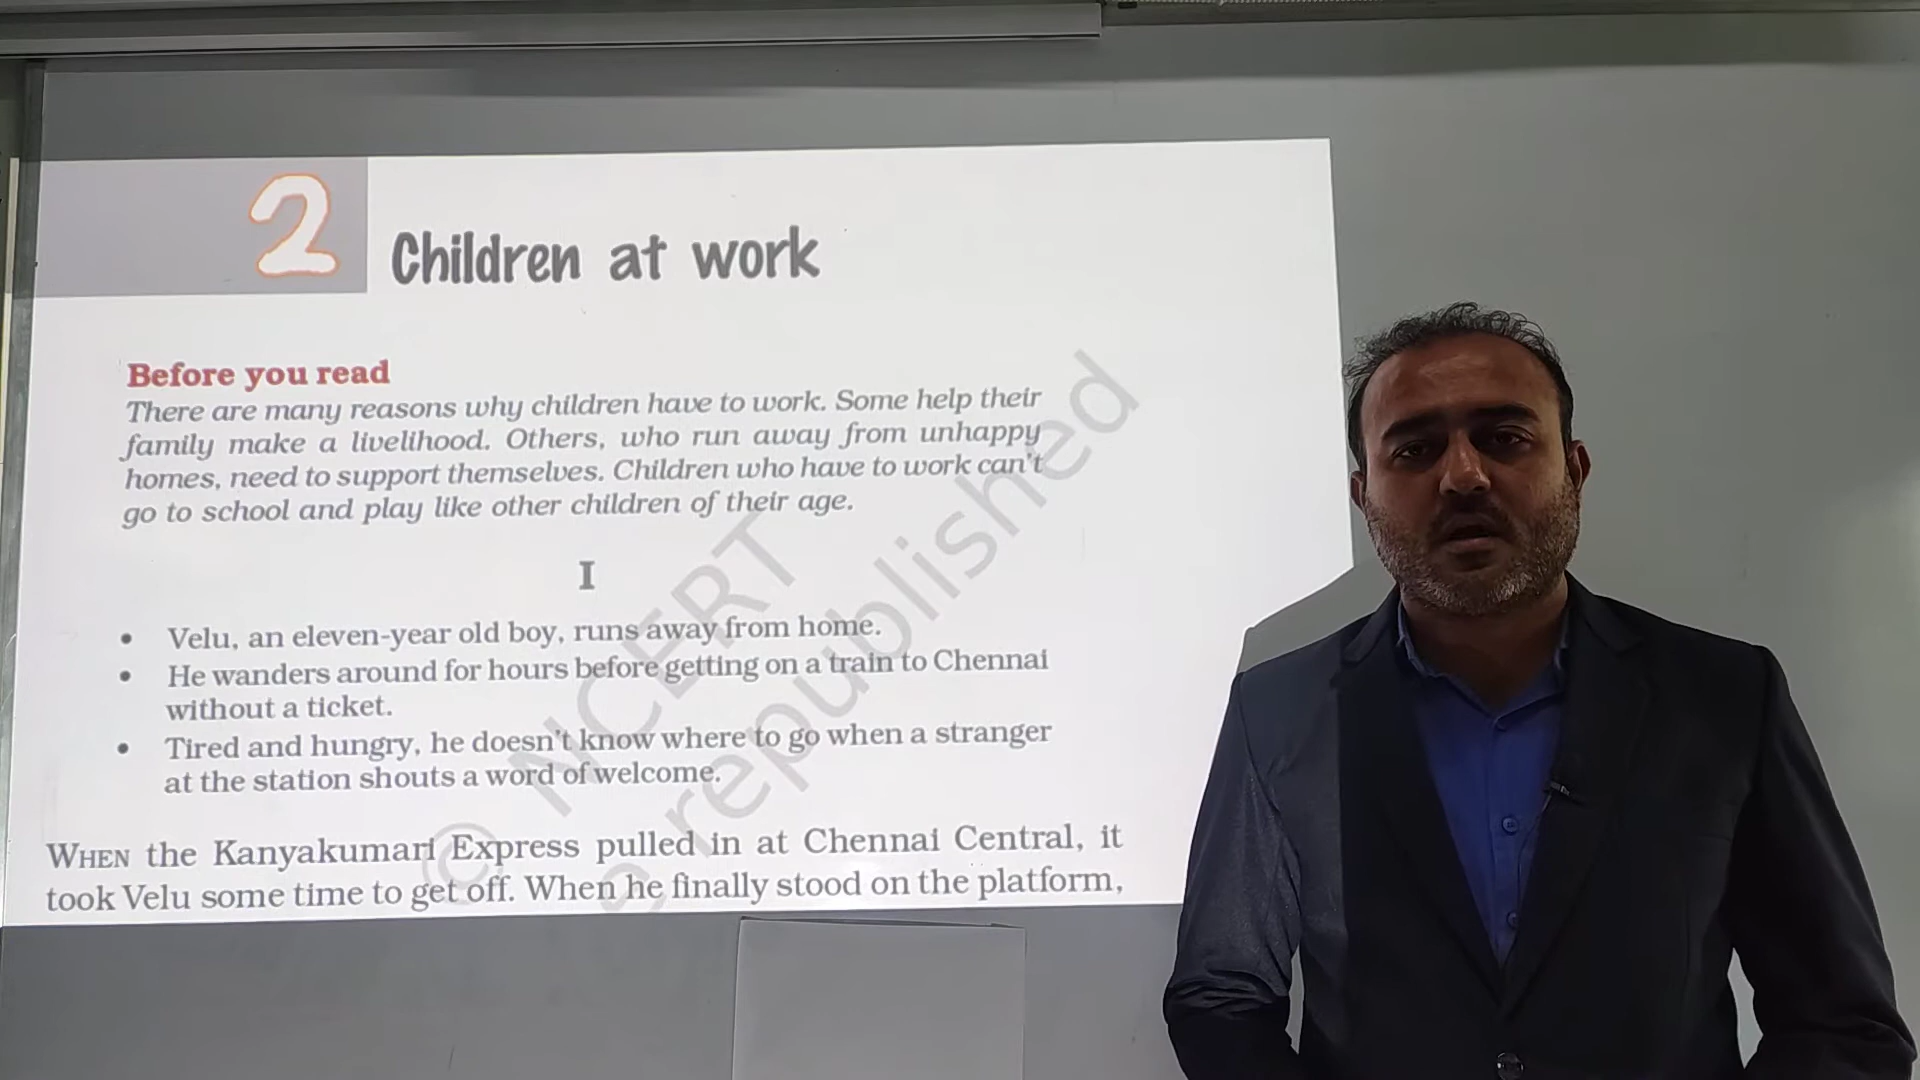 2
Children at work
Before you read
There are many reasons why children have to work. Some help their
family make a livelihood. Others, who run away from unhappy
homes, need to support themselves. Children who have to work can't
go to school and play like other children of their age.
I
• Velu, an eleven-year old boy, runs away from home.
• He wanders around for hours before getting on a train to Chennai
without a ticket.
• Tired and hungry, he doesn't know where to go when a stranger
at the station shouts a word of welcome.
WHEN the Kanyakumari Express pulled in at Chennai Central, it
took Velu some time to get off. When he finally stood on the platform,
© NCERT
republished